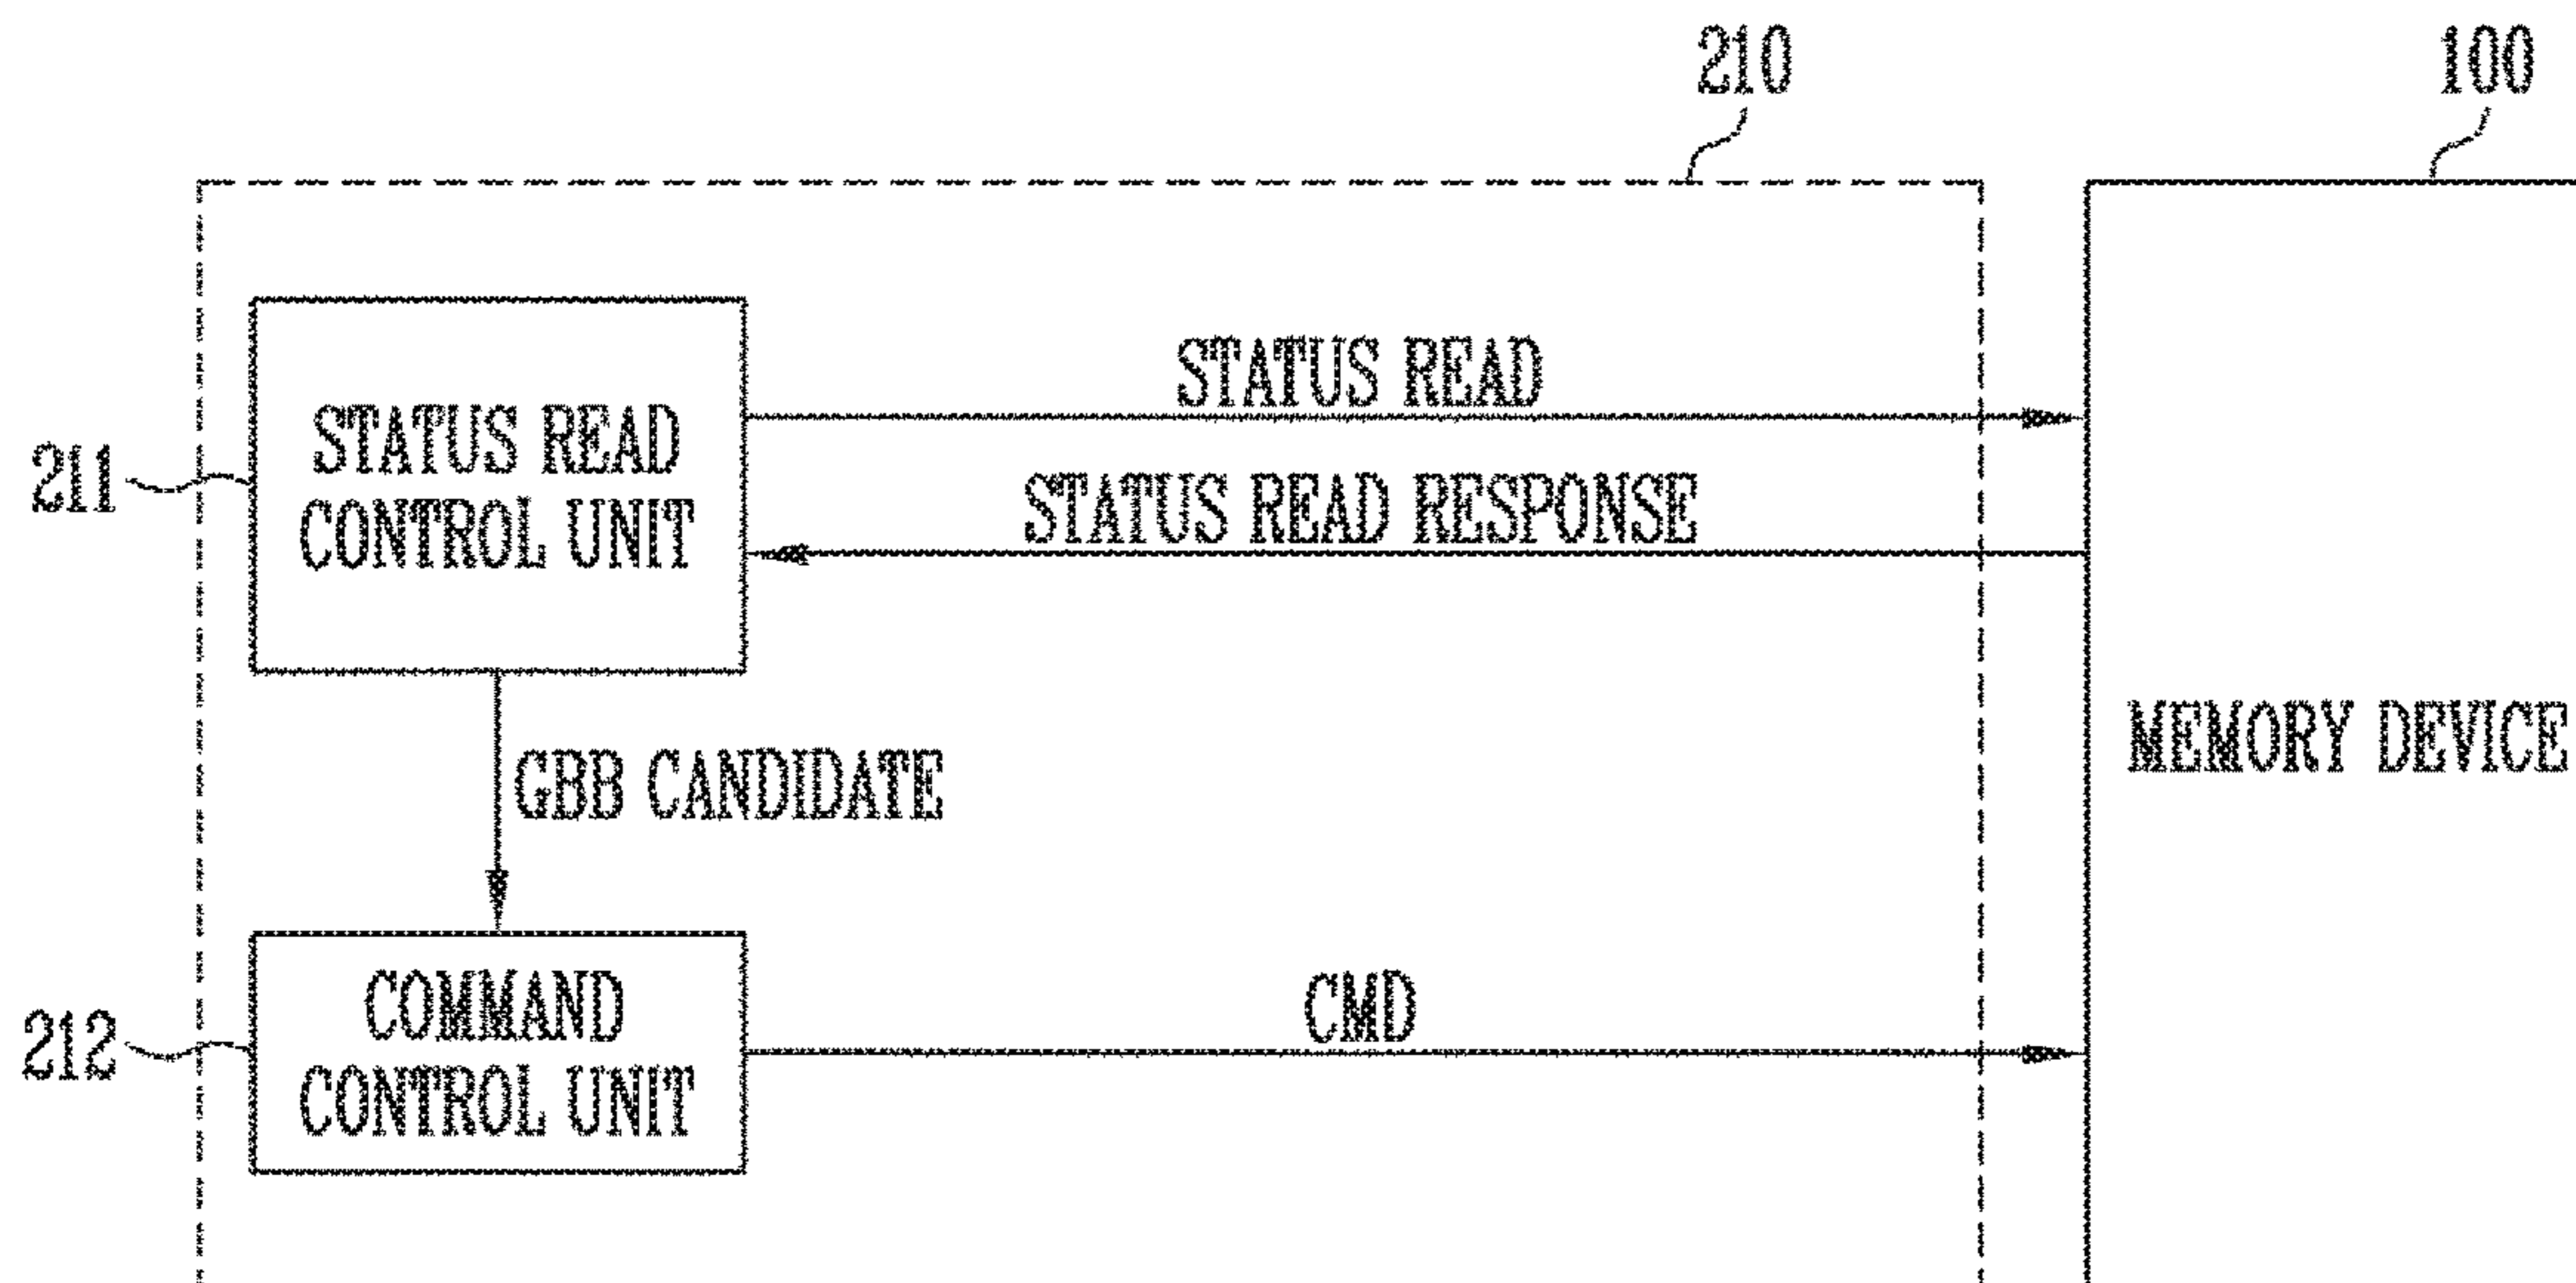 210
100
STATUS READ
CONTROL UNIT
211
STATUS READ
STATUS READ RESPONSE
GBB CANDIDATE
MEMORY DEVICE
COMMAND
CONTROL UNIT
212
CMD